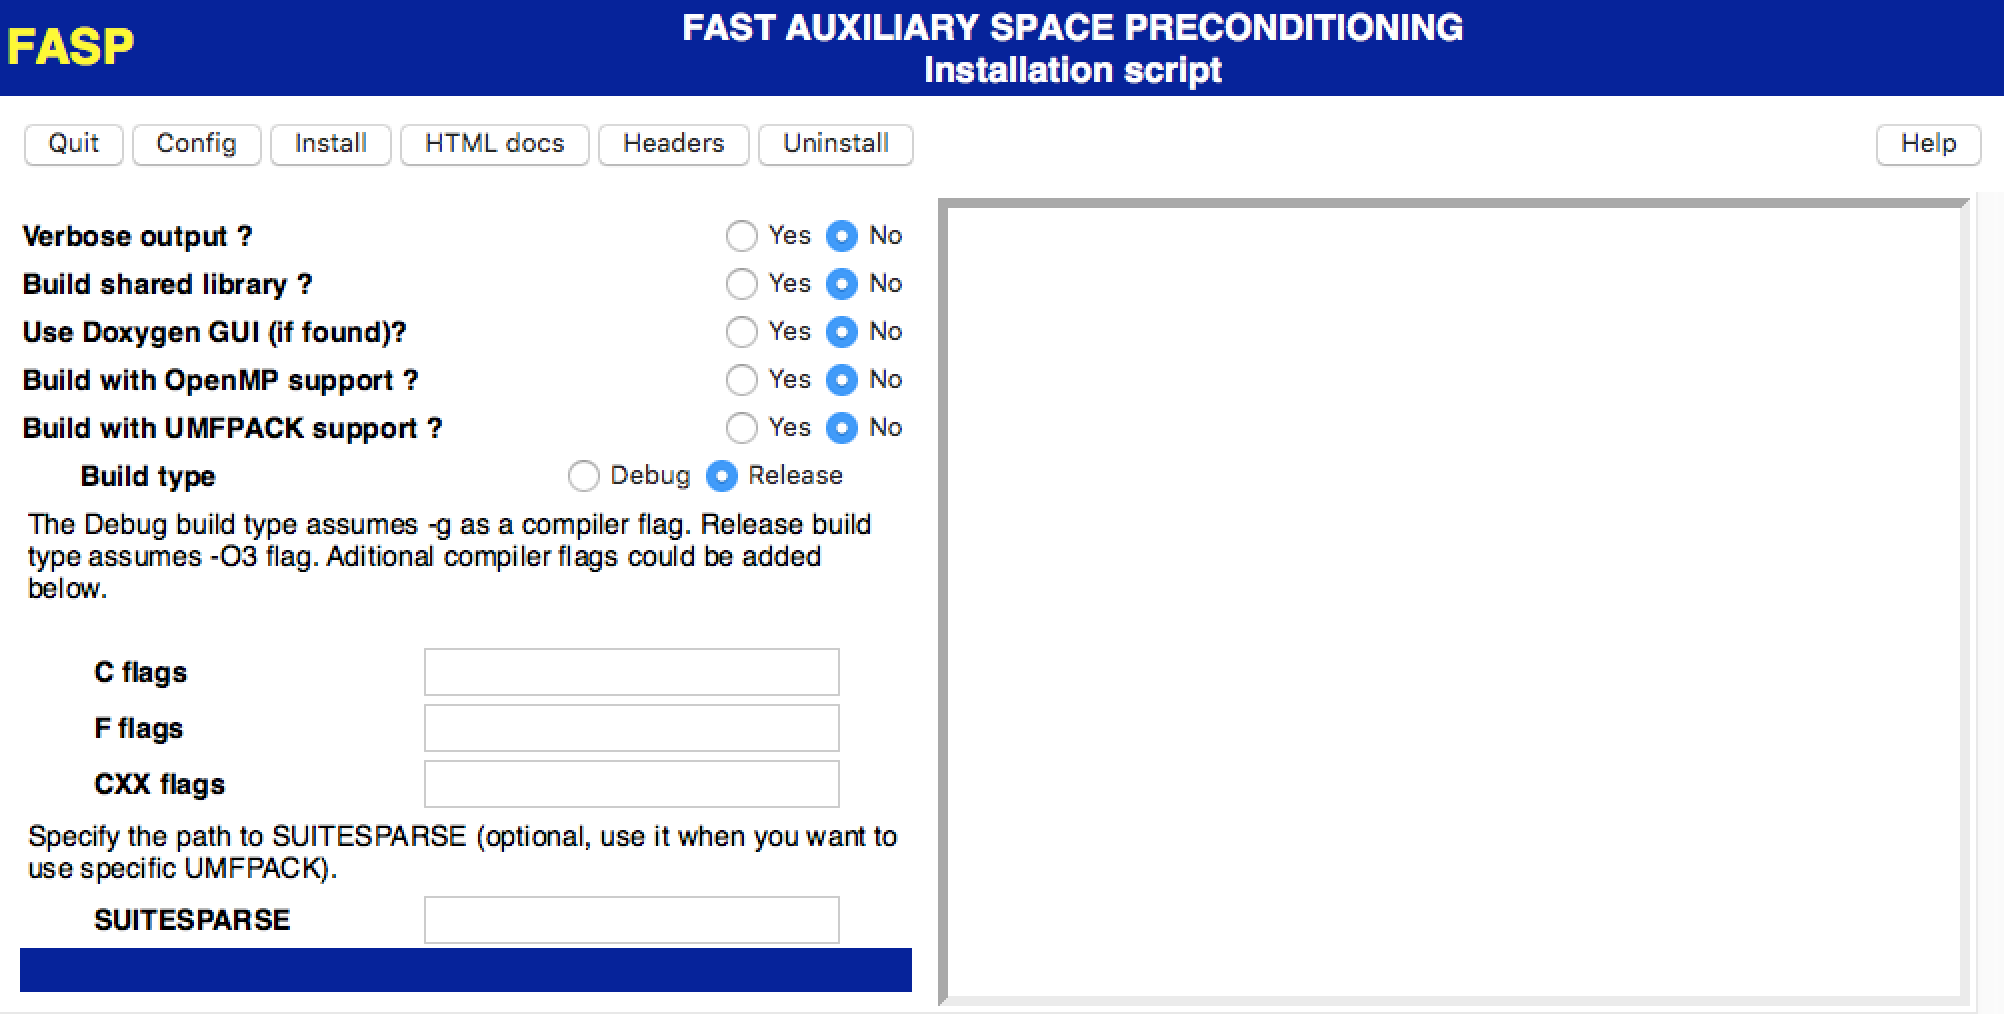 FASP
FAST AUXILIARY SPACE PRECONDITIONING
Installation script
Quit Config Install HTML docs Headers Uninstall Help
Verbose output ? Yes No
Build shared library ? Yes No
Use Doxygen GUI (if found)? Yes No
Build with OpenMP support ? Yes No
Build with UMFPACK support ? Yes No
Build type Debug Release
The Debug build type assumes -g as a compiler flag. Release build
type assumes -O3 flag. Aditional compiler flags could be added
below.
C flags
F flags
CXX flags
Specify the path to SUITESPARSE (optional, use it when you want to
use specific UMFPACK).
SUITESPARSE